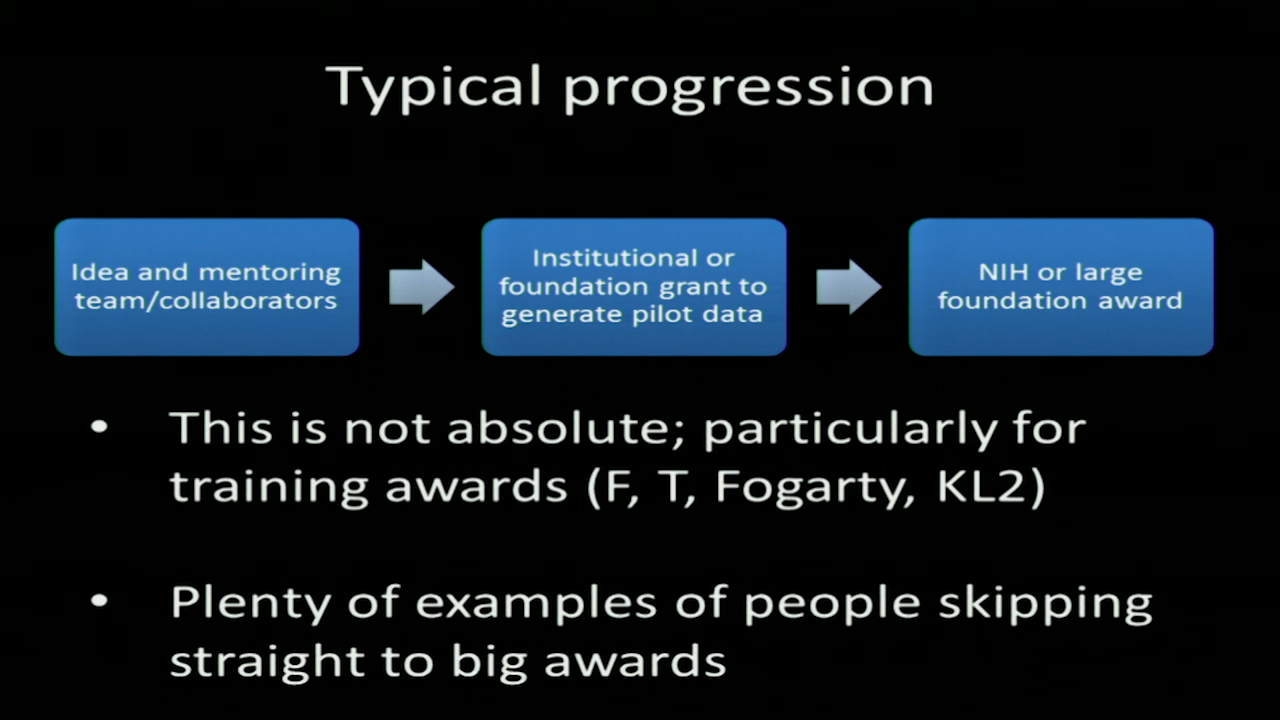 Typical progression
Idea and mentoring
team/collaborators
Institutional or
foundation grant to
generate pilot data
NIH or large
foundation award
• This is not absolute; particularly for
training awards (F, T, Fogarty, KL2)
• Plenty of examples of people skipping
straight to big awards